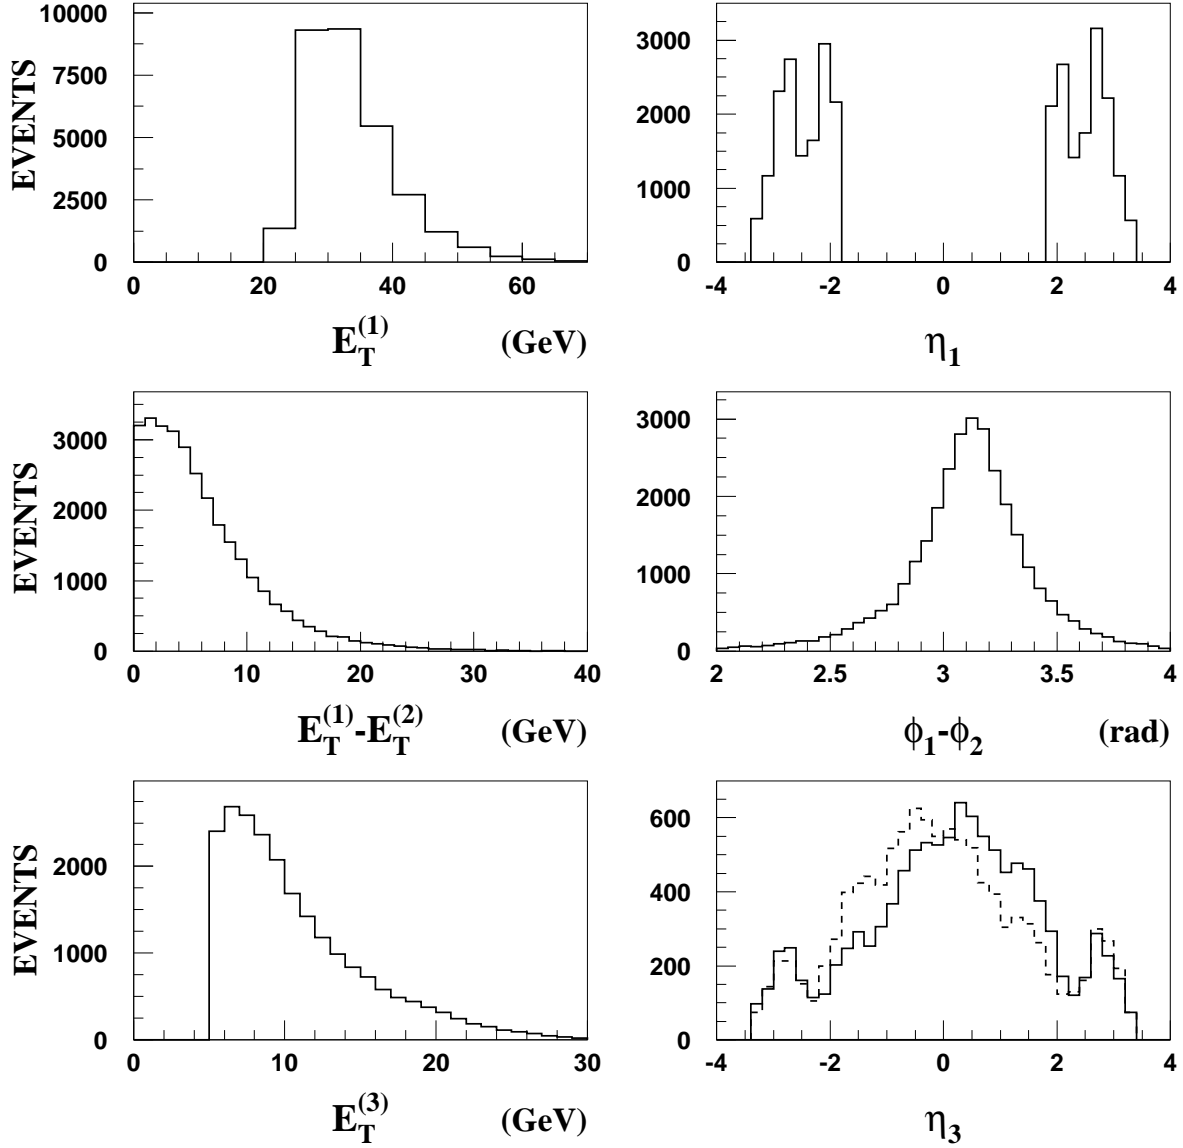 EVENTS
10000
7500
5000
2500
0
0 20 40 60
E_T^(1) (GeV)
3000
2000
1000
0
-4 -2 0 2 4
η_1
EVENTS
3000
2000
1000
0
0 10 20 30 40
E_T^(1)-E_T^(2) (GeV)
3000
2000
1000
0
2 2.5 3 3.5 4
ϕ_1-ϕ_2 (rad)
EVENTS
2000
1000
0
0 10 20 30
E_T^(3) (GeV)
600
400
200
0
-4 -2 0 2 4
η_3